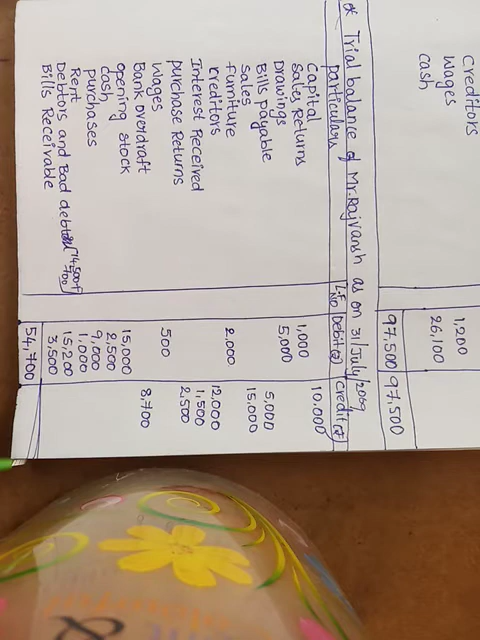 Creditors
Wages 1,200
Cash 26,100
97,500 97,500
* Trial balance of Mr. Rajvansh as on 31/July/2009
Particulars L.F.No Debit(₹) Credit(₹)
Capital 10,000
Sales Returns 1,000
Drawings 5,000
Bills Payable 5,000
Sales 15,000
Furniture 2,000
Creditors 12,000
Interest Received 1,500
Purchase Returns 2,500
Wages 500
Bank overdraft 8,700
Opening Stock 15,000
Cash 2,500
Purchases 9,000
Rent 1,000
Debtors and Bad debts 14,500+700 15,200
Bills Receivable 3,500
54,700
&